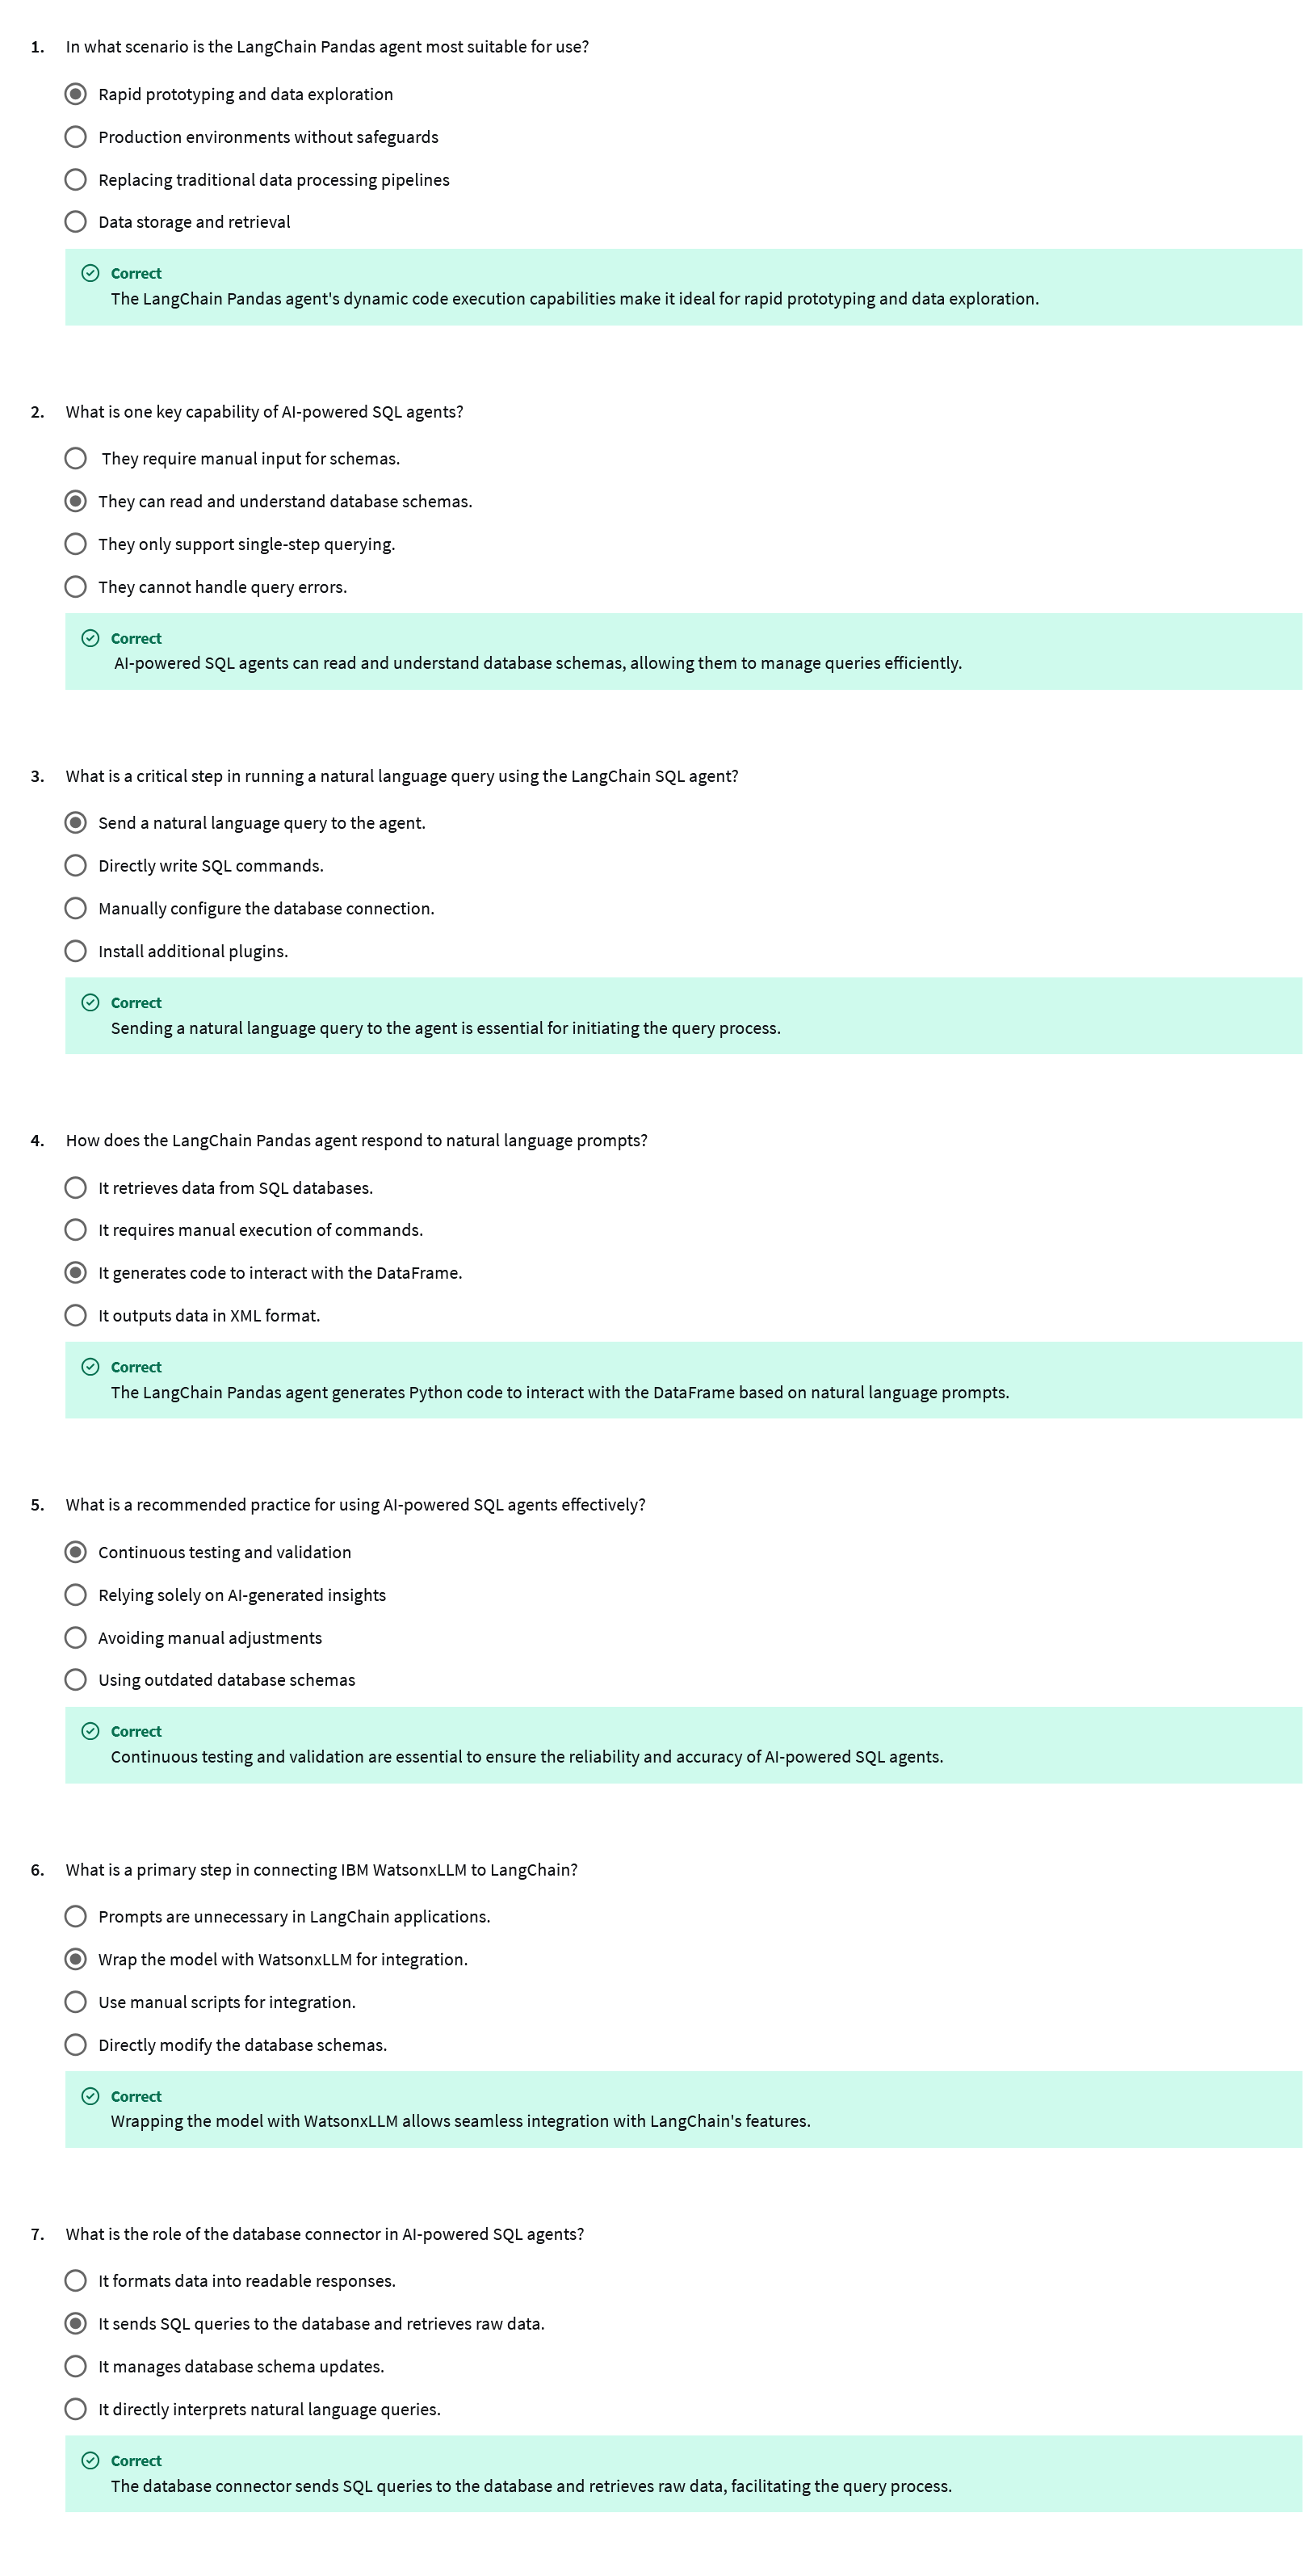 1. In what scenario is the LangChain Pandas agent most suitable for use?
Rapid prototyping and data exploration
Production environments without safeguards
Replacing traditional data processing pipelines
Data storage and retrieval
Correct
The LangChain Pandas agent's dynamic code execution capabilities make it ideal for rapid prototyping and data exploration.
2. What is one key capability of AI-powered SQL agents?
They require manual input for schemas.
They can read and understand database schemas.
They only support single-step querying.
They cannot handle query errors.
Correct
AI-powered SQL agents can read and understand database schemas, allowing them to manage queries efficiently.
3. What is a critical step in running a natural language query using the LangChain SQL agent?
Send a natural language query to the agent.
Directly write SQL commands.
Manually configure the database connection.
Install additional plugins.
Correct
Sending a natural language query to the agent is essential for initiating the query process.
4. How does the LangChain Pandas agent respond to natural language prompts?
It retrieves data from SQL databases.
It requires manual execution of commands.
It generates code to interact with the DataFrame.
It outputs data in XML format.
Correct
The LangChain Pandas agent generates Python code to interact with the DataFrame based on natural language prompts.
5. What is a recommended practice for using AI-powered SQL agents effectively?
Continuous testing and validation
Relying solely on AI-generated insights
Avoiding manual adjustments
Using outdated database schemas
Correct
Continuous testing and validation are essential to ensure the reliability and accuracy of AI-powered SQL agents.
6. What is a primary step in connecting IBM WatsonxLLM to LangChain?
Prompts are unnecessary in LangChain applications.
Wrap the model with WatsonxLLM for integration.
Use manual scripts for integration.
Directly modify the database schemas.
Correct
Wrapping the model with WatsonxLLM allows seamless integration with LangChain's features.
7. What is the role of the database connector in AI-powered SQL agents?
It formats data into readable responses.
It sends SQL queries to the database and retrieves raw data.
It manages database schema updates.
It directly interprets natural language queries.
Correct
The database connector sends SQL queries to the database and retrieves raw data, facilitating the query process.